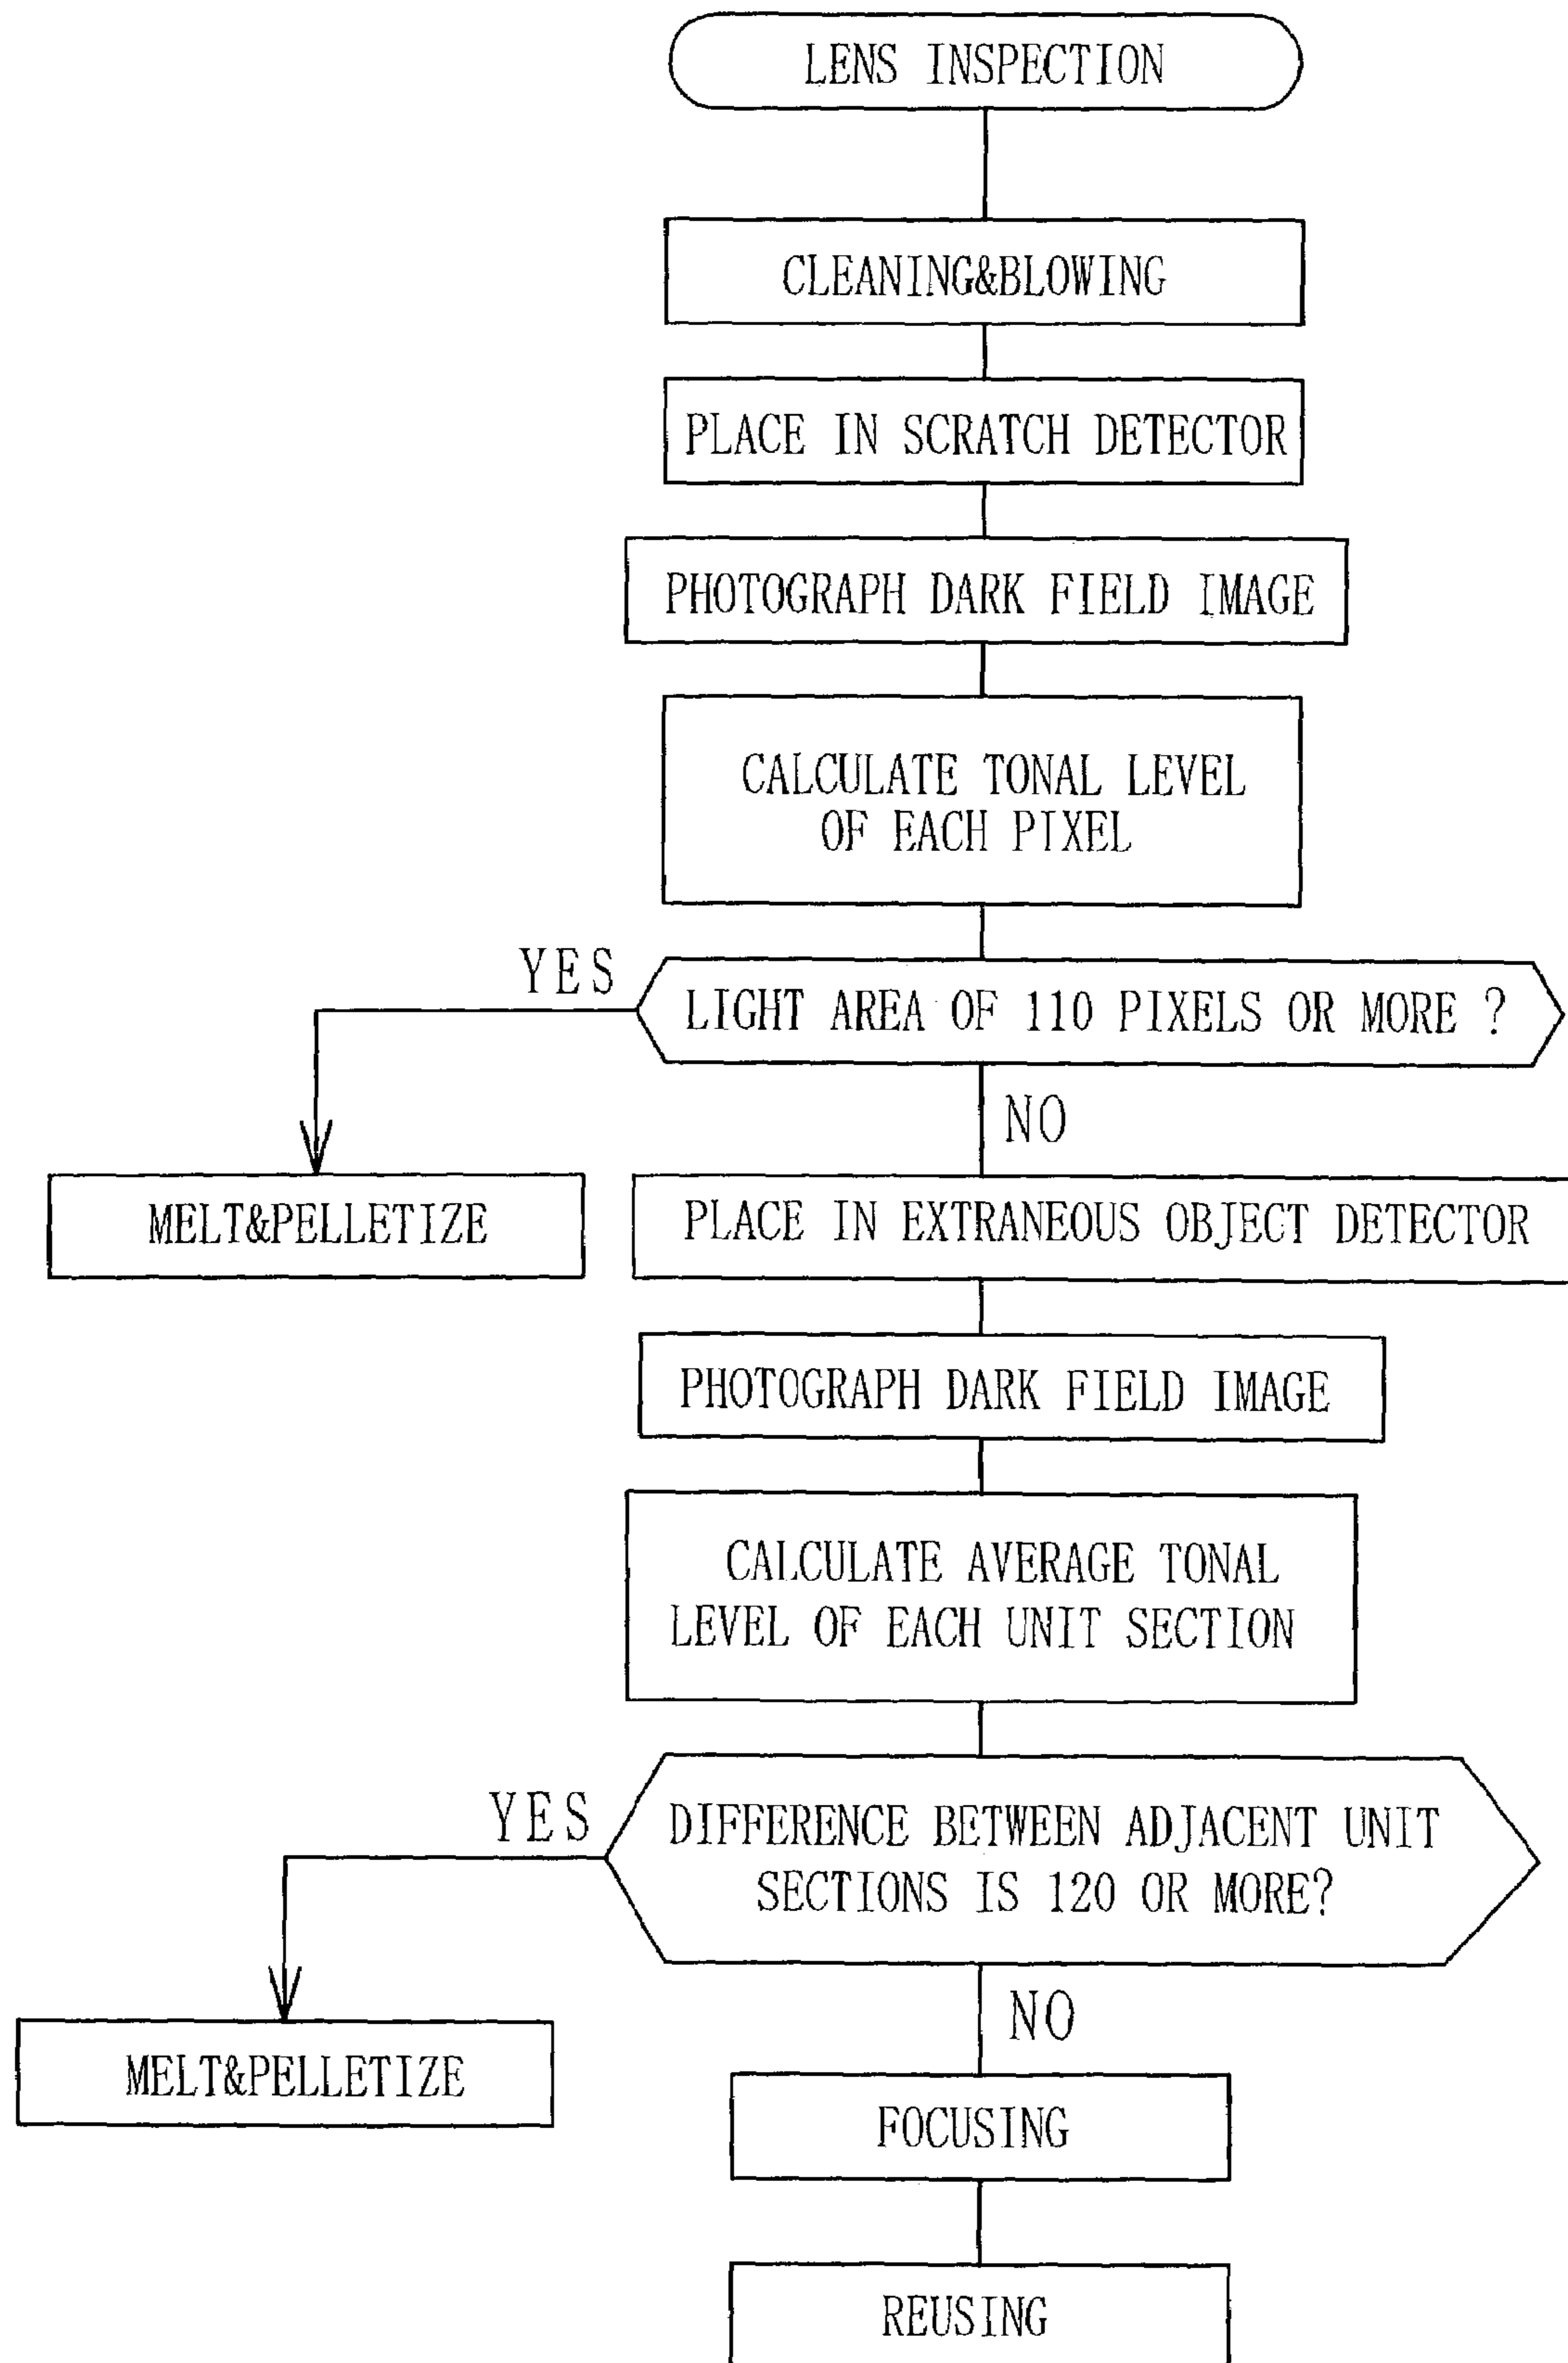 LENS INSPECTION
CLEANING&BLOWING
PLACE IN SCRATCH DETECTOR
PHOTOGRAPH DARK FIELD IMAGE
CALCULATE TONAL LEVEL
OF EACH PIXEL
YES
LIGHT AREA OF 110 PIXELS OR MORE ?
NO
MELT&PELLETIZE
PLACE IN EXTRANEOUS OBJECT DETECTOR
PHOTOGRAPH DARK FIELD IMAGE
CALCULATE AVERAGE TONAL
LEVEL OF EACH UNIT SECTION
YES
DIFFERENCE BETWEEN ADJACENT UNIT
SECTIONS IS 120 OR MORE?
NO
MELT&PELLETIZE
FOCUSING
REUSING